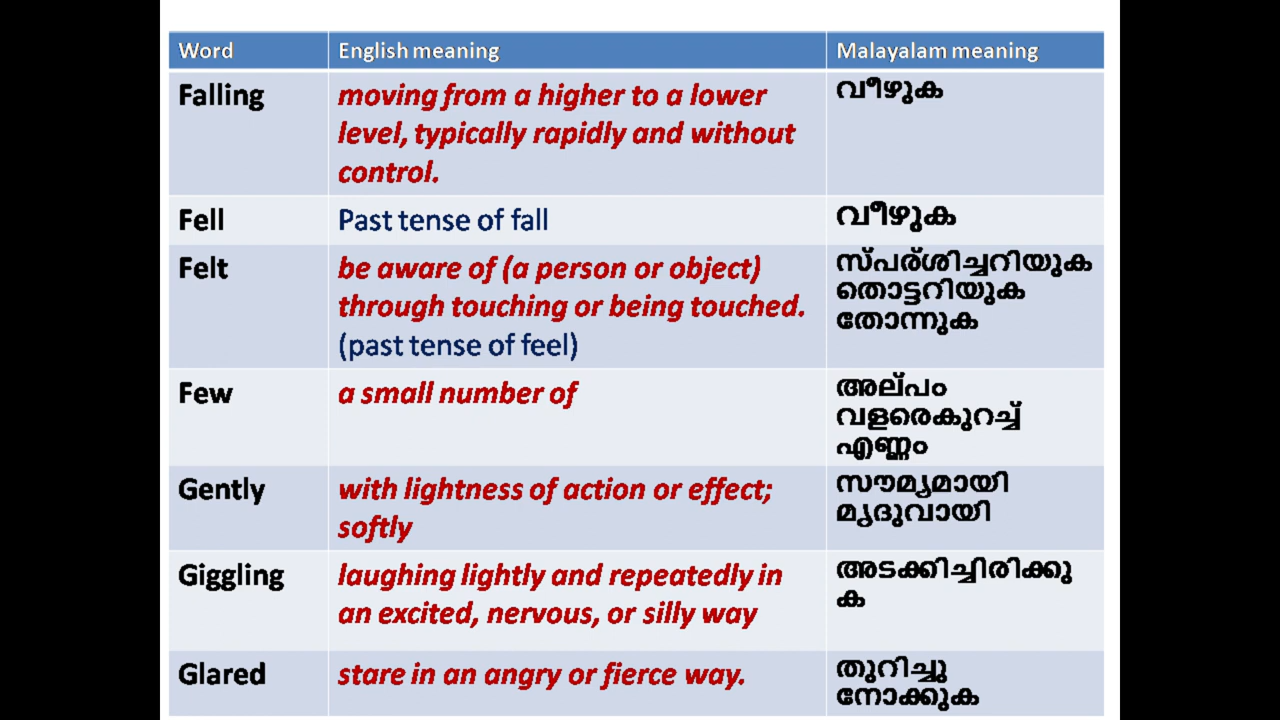 Word English meaning Malayalam meaning
Falling
moving from a higher to a lower
level, typically rapidly and without
control.
വീഴുക
Fell
Past tense of fall
വീഴുക
Felt
be aware of (a person or object)
through touching or being touched.
(past tense of feel)
സ്പര്ശിച്ചറിയുക
തൊട്ടറിയുക
തോന്നുക
Few
a small number of
അല്പം
വളരെകുറച്ച്
എണ്ണം
Gently
with lightness of action or effect;
softly
സൗമ്യമായി
മൃദുവായി
Giggling
laughing lightly and repeatedly in
an excited, nervous, or silly way
അടക്കിച്ചിരിക്കു
ക
Glared
stare in an angry or fierce way.
തുറിച്ചു
നോക്കുക